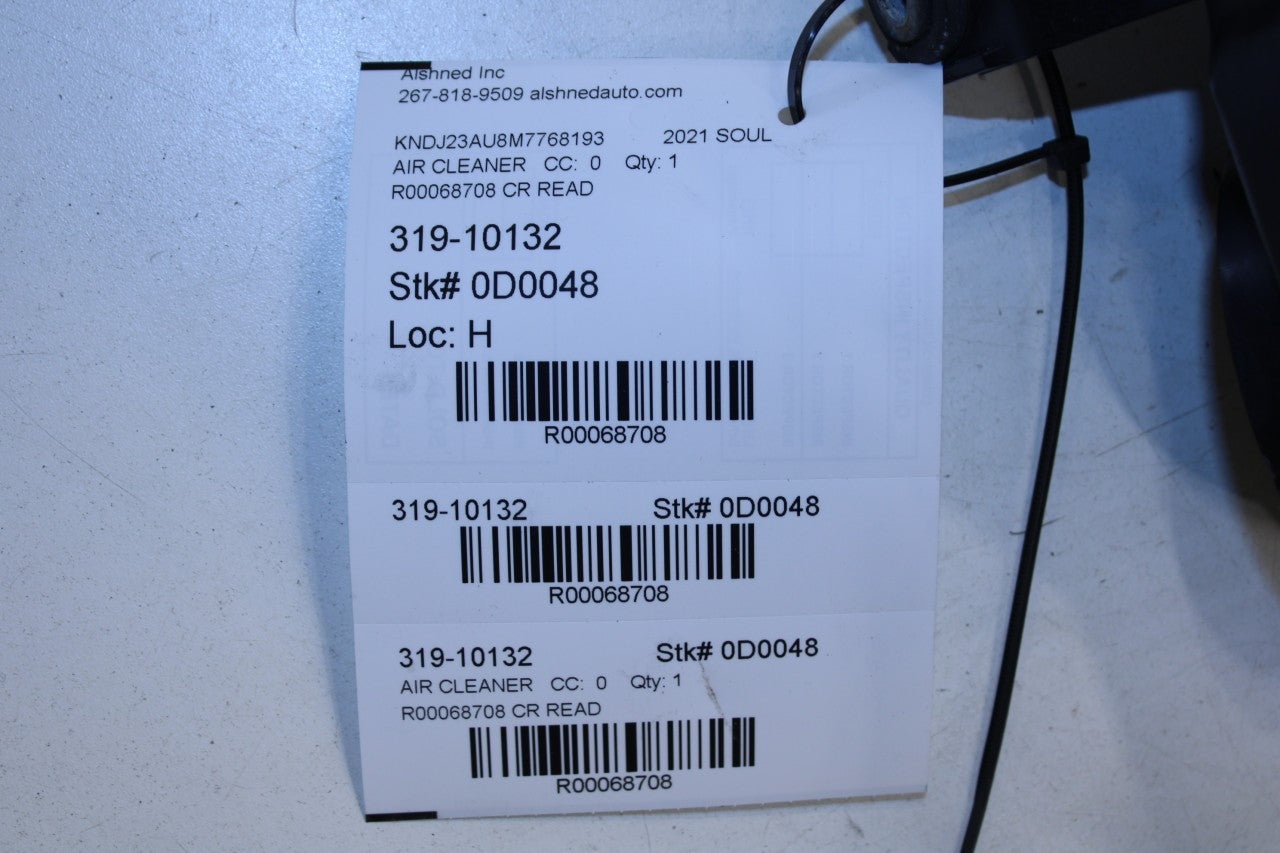 Alshned Inc
267-818-9509 alshnedauto.com
KNDJ23AU8M7768193 2021 SOUL
AIR CLEANER CC: 0 Qty: 1
R00068708 CR READ
319-10132
Stk# 0D0048
Loc: H
R00068708
319-10132 Stk# 0D0048
R00068708
319-10132 Stk# 0D0048
AIR CLEANER CC: 0 Qty: 1
R00068708 CR READ
R00068708